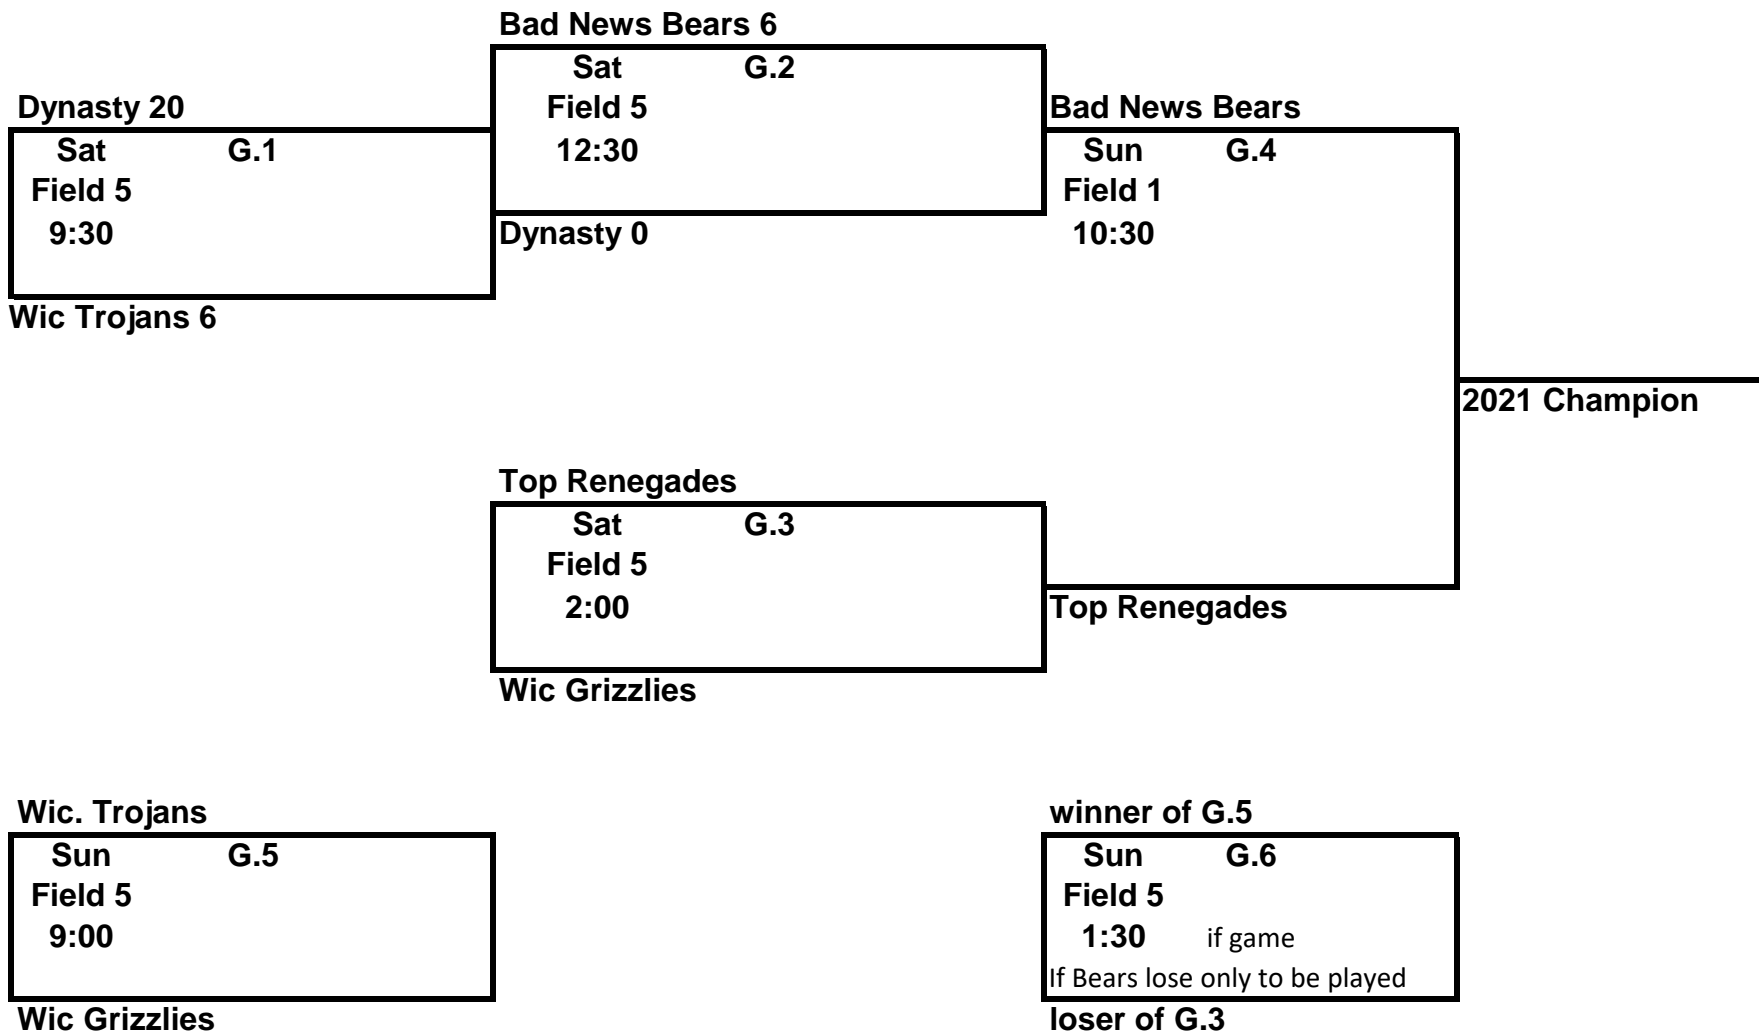 Bad News Bears 6
Sat G.2
Field 5
12:30
Dynasty 0
Dynasty 20
Sat G.1
Field 5
9:30
Wic Trojans 6
Bad News Bears
Sun G.4
Field 1
10:30
Top Renegades
2021 Champion
Top Renegades
Sat G.3
Field 5
2:00
Wic Grizzlies
Wic. Trojans
Sun G.5
Field 5
9:00
Wic Grizzlies
winner of G.5
Sun G.6
Field 5
1:30 if game
If Bears lose only to be played
loser of G.3